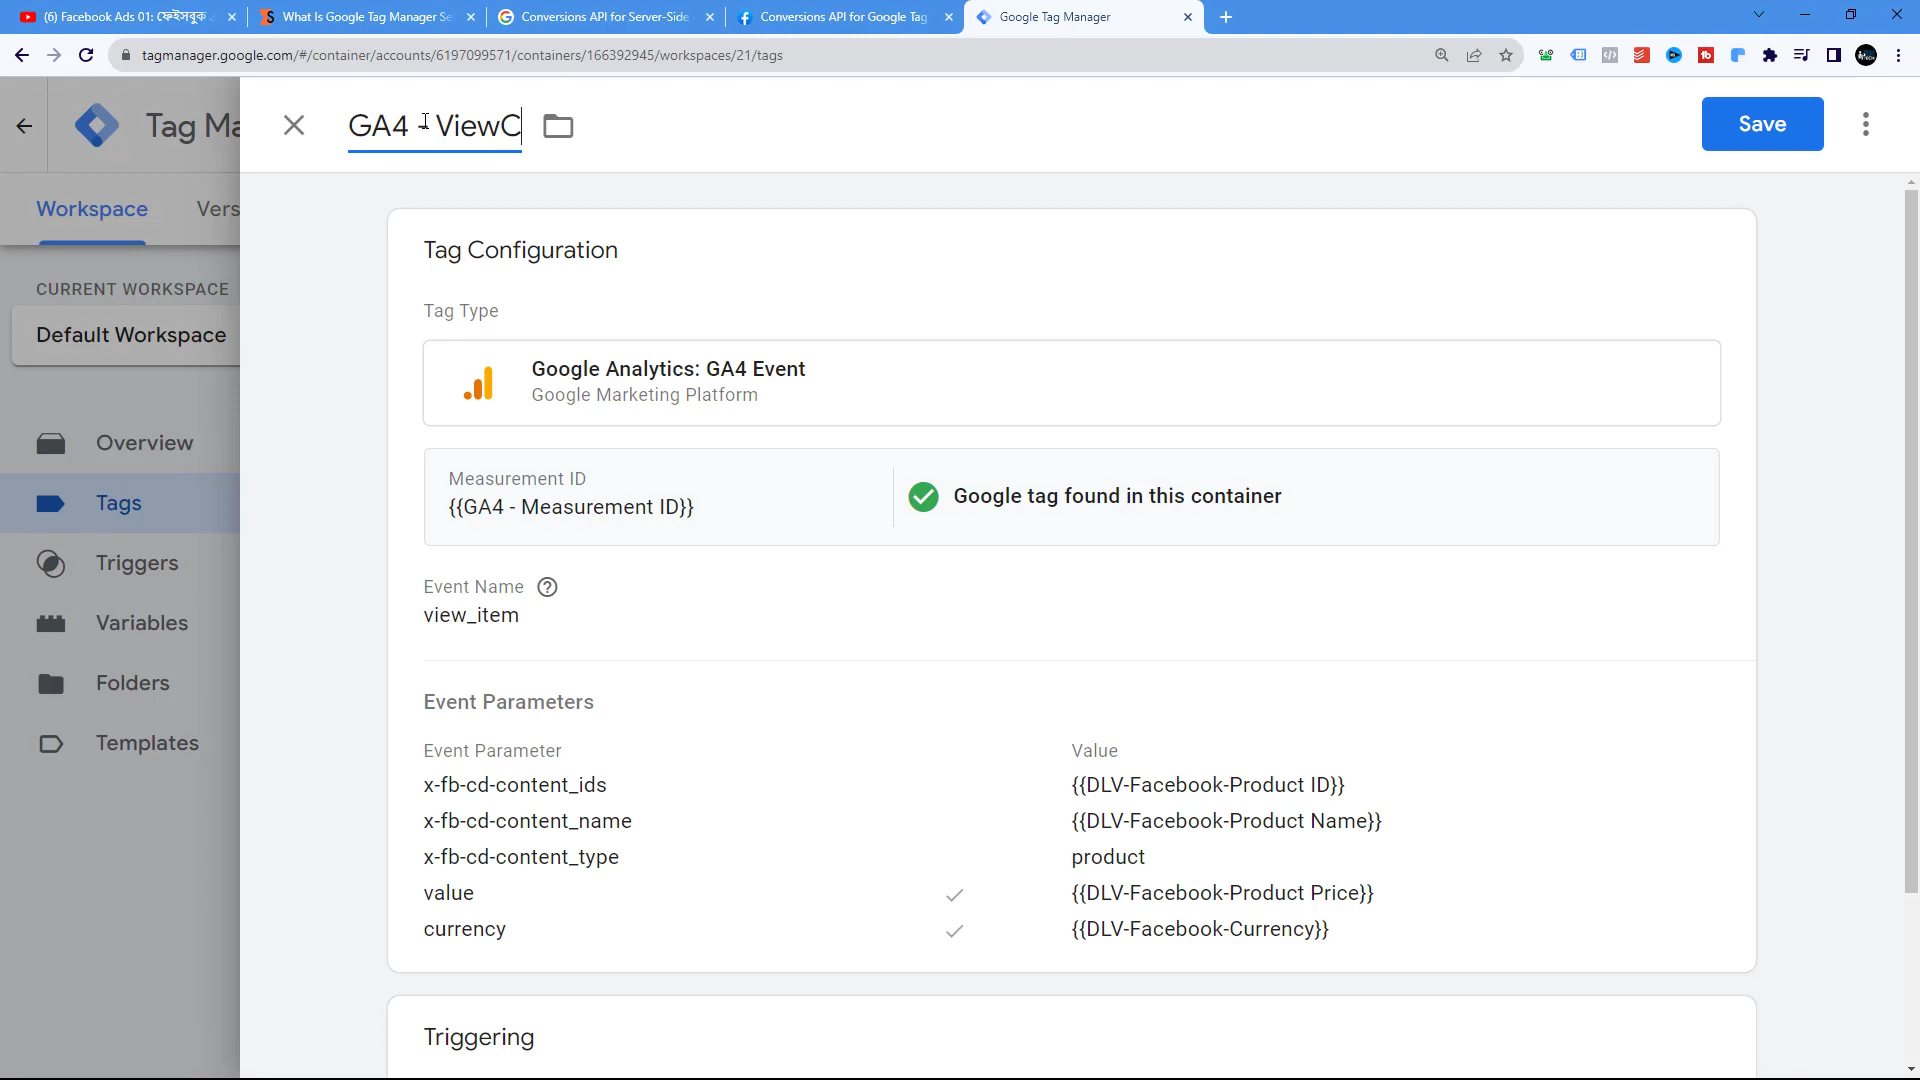 (6) Facebook Ads 01: ফেইসবুক
What Is Google Tag Manager Se
Conversions API for Server-Side
Conversions API for Google Tag
Google Tag Manager
tagmanager.google.com/#/container/accounts/6197099571/containers/166392945/workspaces/21/tags
Tag Ma
GA4 - ViewC
Save
Workspace
Vers
CURRENT WORKSPACE
Default Workspace
Overview
Tags
Triggers
Variables
Folders
Templates
Tag Configuration
Tag Type
Google Analytics: GA4 Event
Google Marketing Platform
Measurement ID
{{GA4 - Measurement ID}}
Google tag found in this container
Event Name
view_item
Event Parameters
Event Parameter
Value
x-fb-cd-content_ids
{{DLV-Facebook-Product ID}}
x-fb-cd-content_name
{{DLV-Facebook-Product Name}}
x-fb-cd-content_type
product
value
{{DLV-Facebook-Product Price}}
currency
{{DLV-Facebook-Currency}}
Triggering